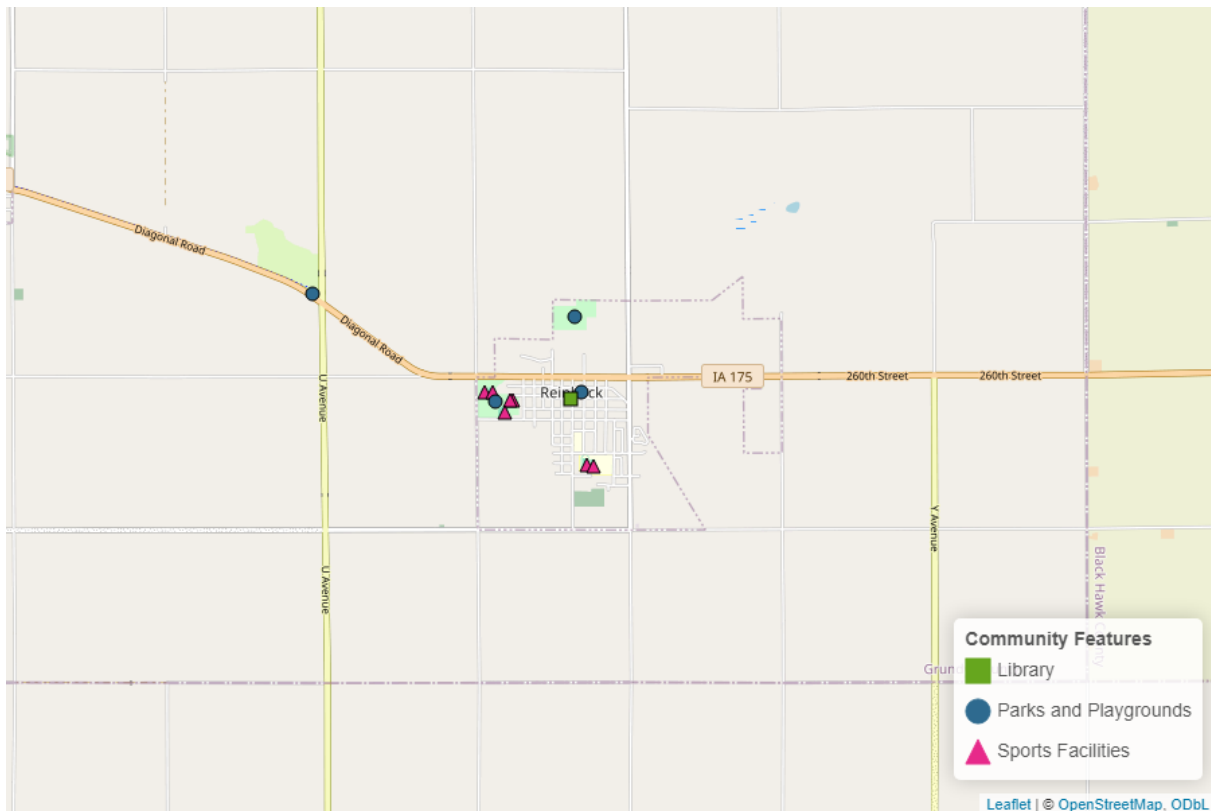 Diagonal Road
Diagonal Road
IA 175
260th Street
260th Street
U Avenue
U Avenue
Y Avenue
Black Hawk County
Community Features
Library
Parks and Playgrounds
Sports Facilities
Leaflet | © OpenStreetMap, ODbL